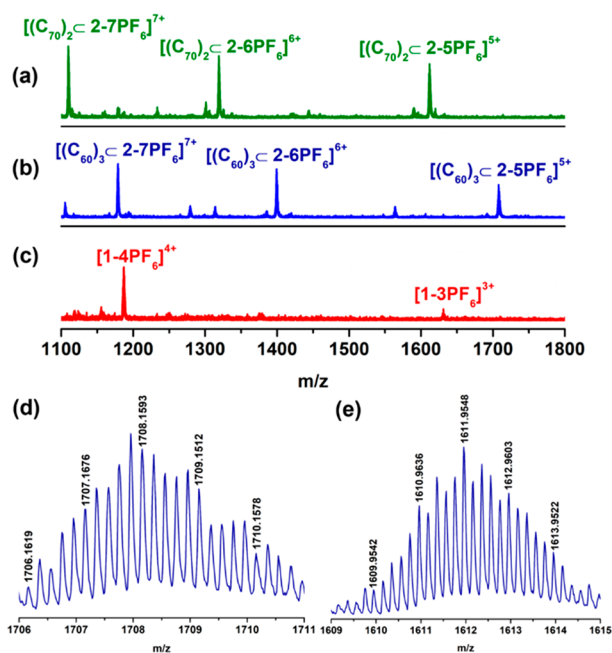 [(C70)2⊂ 2-7PF6]7+
[(C70)2⊂ 2-6PF6]6+
[(C70)2⊂ 2-5PF6]5+
(a)
[(C60)3⊂ 2-7PF6]7+
[(C60)3⊂ 2-6PF6]6+
[(C60)3⊂ 2-5PF6]5+
(b)
(c)
[1-4PF6]4+
[1-3PF6]3+
1100 1200 1300 1400 1500 1600 1700 1800
m/z
(d)
1706.1619
1707.1676
1708.1593
1709.1512
1710.1578
1706 1707 1708 1709 1710 1711
m/z
(e)
1609.9542
1610.9636
1611.9548
1612.9603
1613.9522
1609 1610 1611 1612 1613 1614 1615
m/z